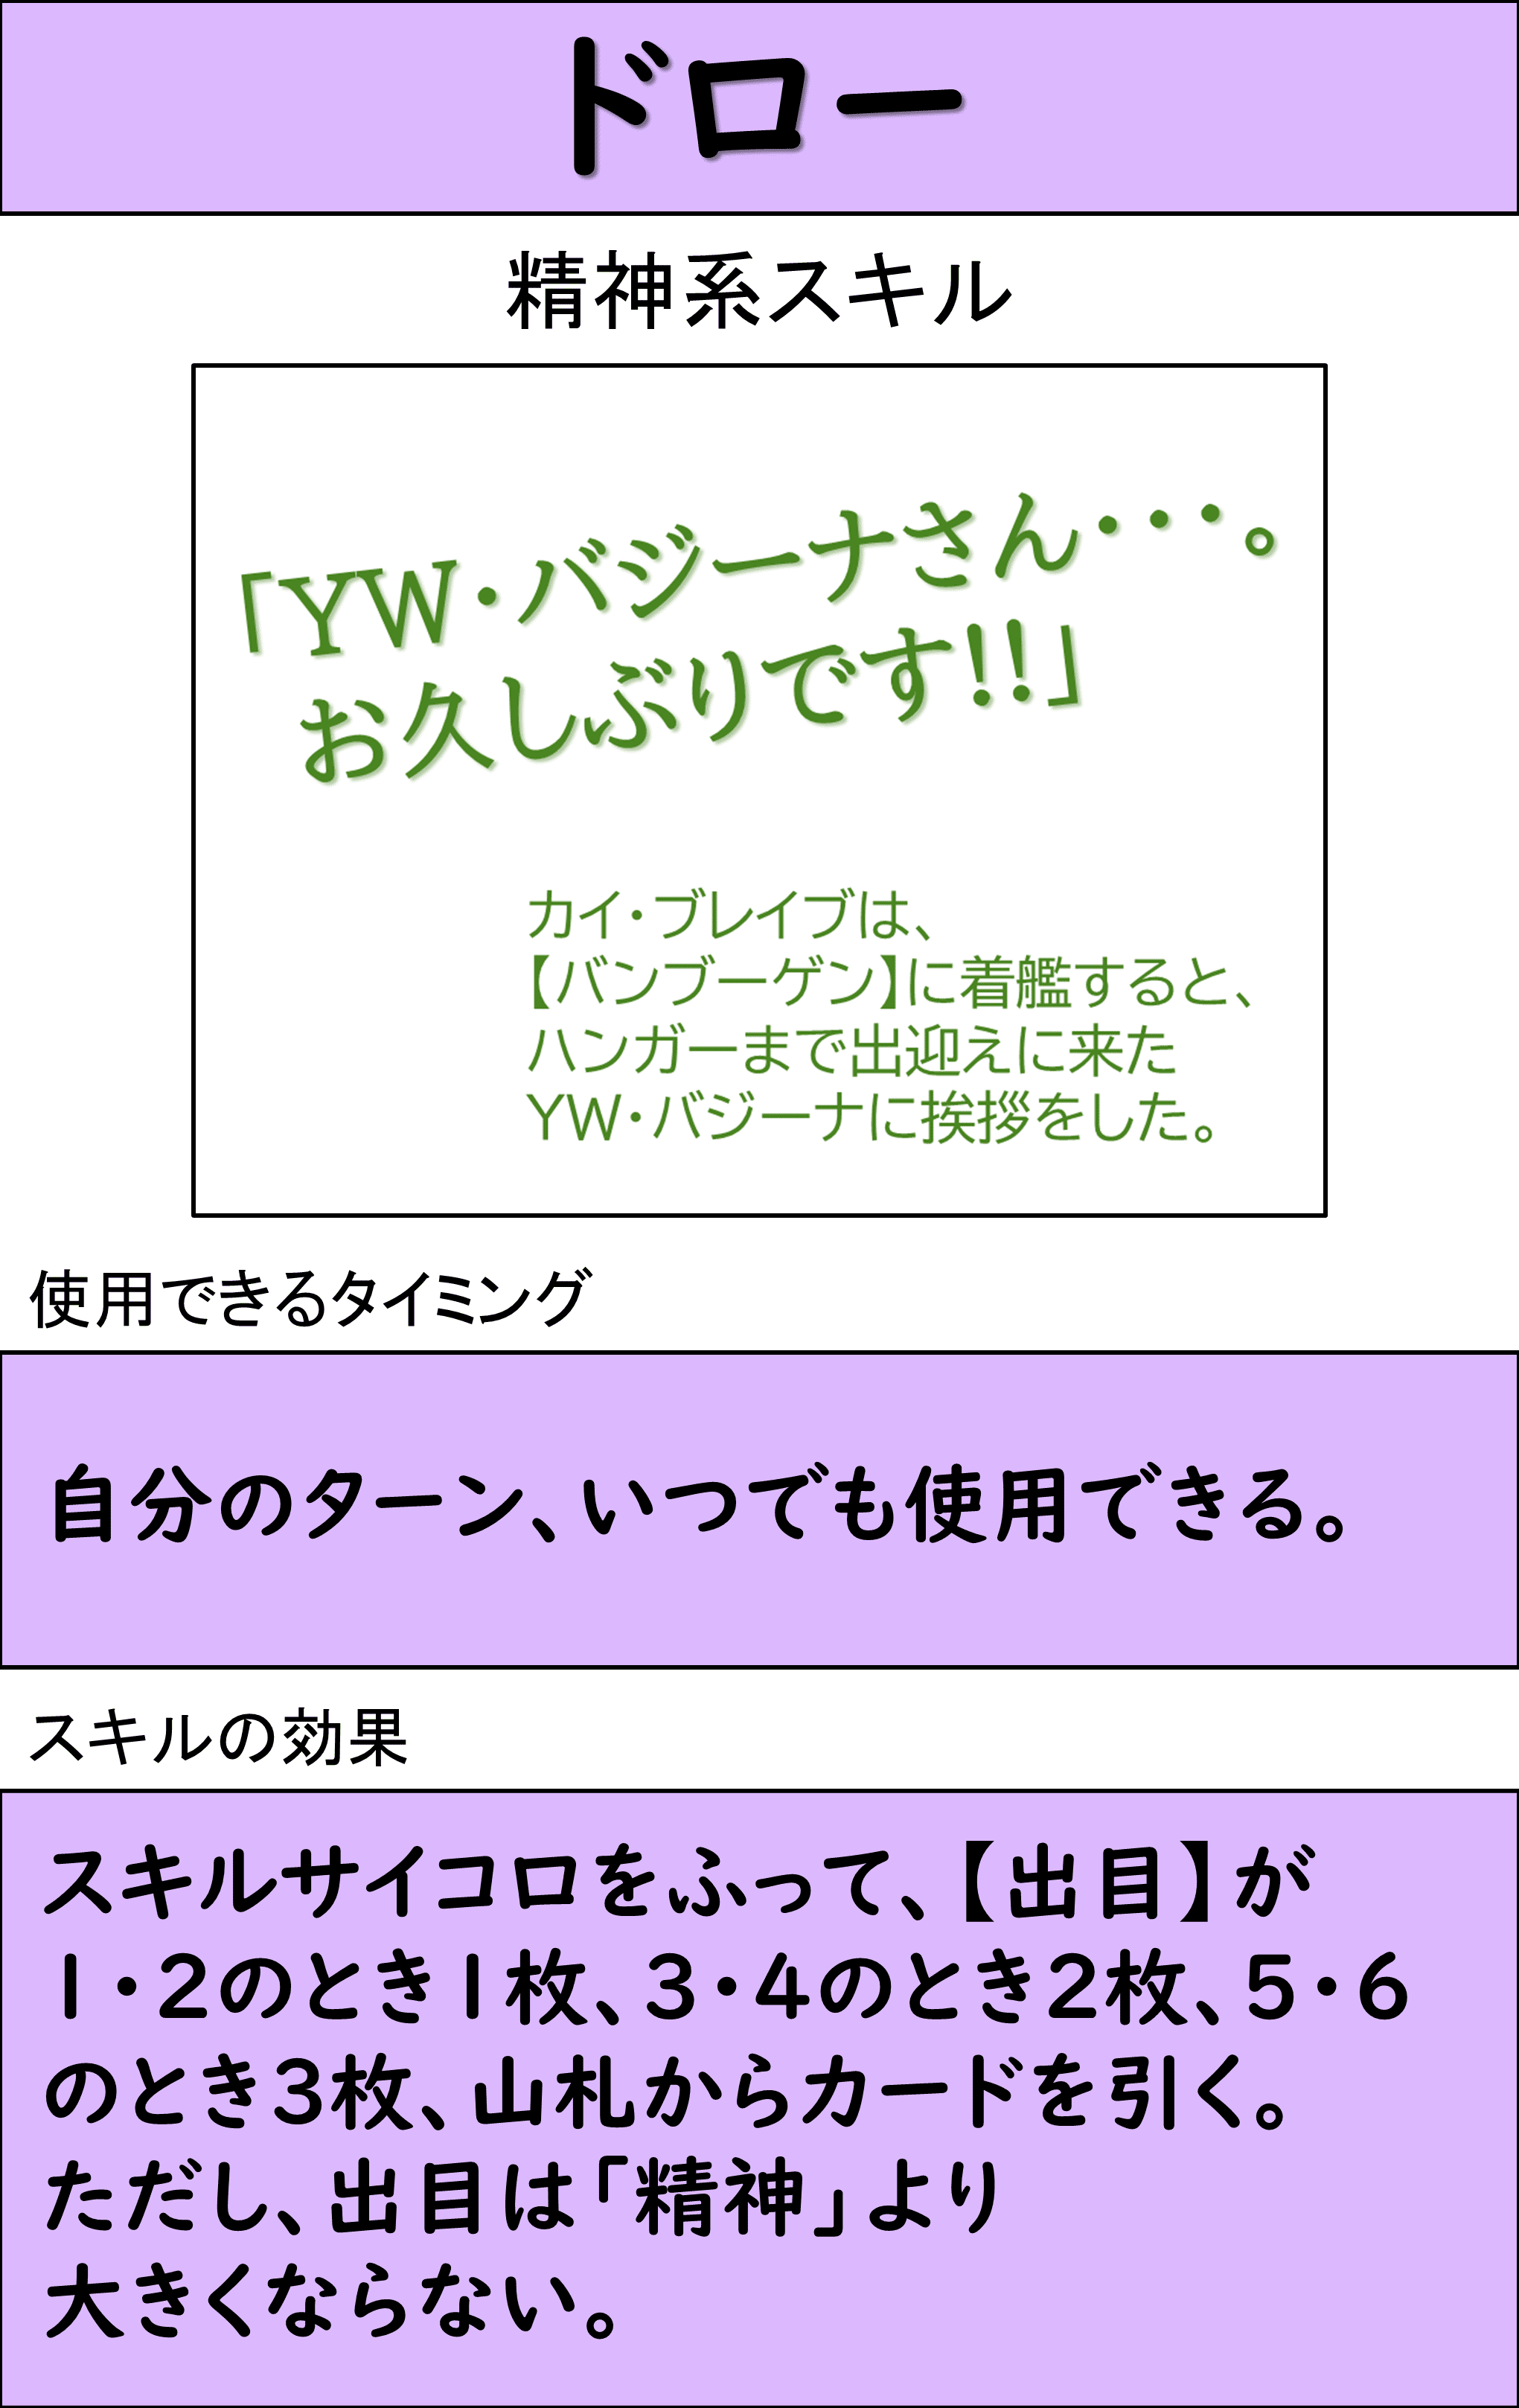 ドロー
精神系スキル
「YW・バジーナさん・・・。
お久しぶりです!!」
カイ・ブレイブは、
【バンブーゲン】に着艦すると、
ハンガーまで出迎えに来た
YW・バジーナに挨拶をした。
使用できるタイミング
自分のターン、いつでも使用できる。
スキルの効果
スキルサイコロをふって、【出目】が
1・2のとき1枚、3・4のとき2枚、5・6
のとき3枚、山札からカードを引く。
ただし、出目は「精神」より
大きくならない。